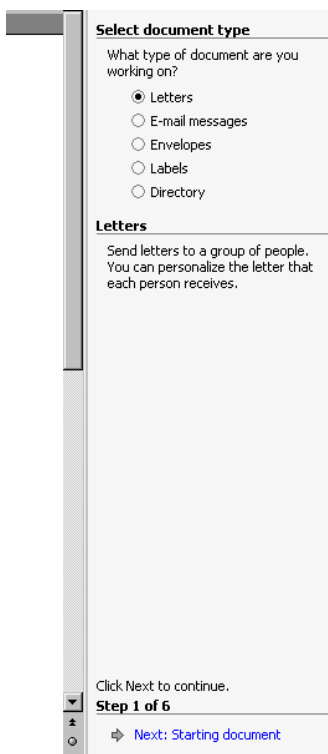 Select document type
What type of document are you
working on?
Letters
E-mail messages
Envelopes
Labels
Directory
Letters
Send letters to a group of people.
You can personalize the letter that
each person receives.
Click Next to continue.
Step 1 of 6
Next: Starting document